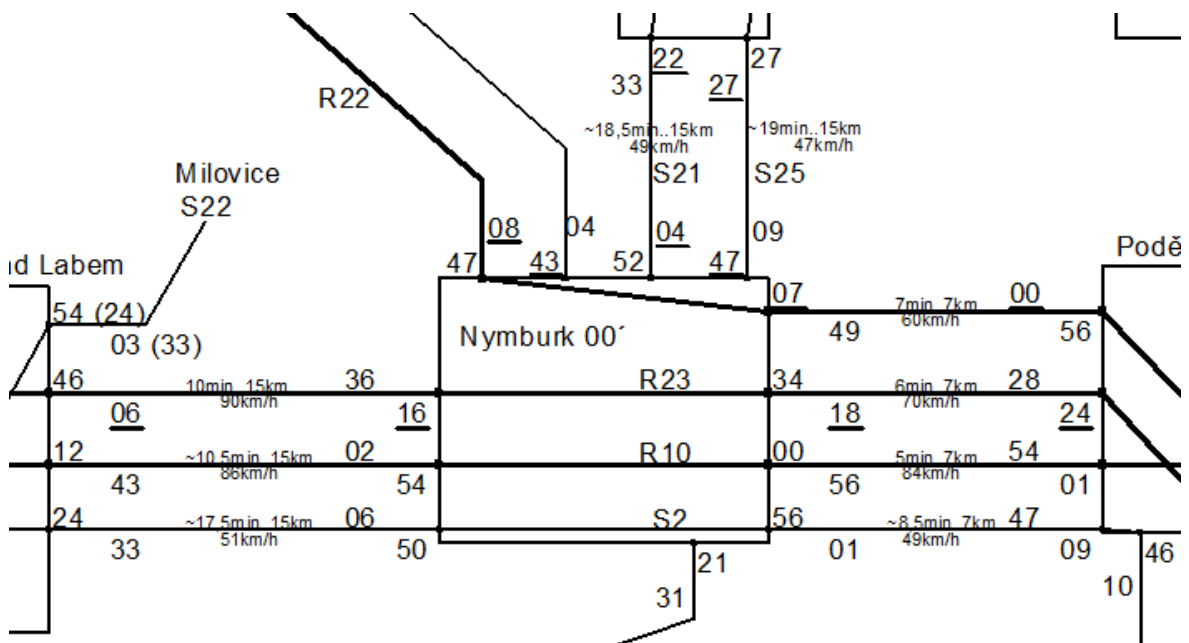 22
27
33
27
R22
~18,5min..15km
49km/h
~19min..15km
47km/h
Milovice
S22
S21
S25
08
04
04
09
47
43
52
47
ad Labem
Podě
54 (24)
03 (33)
07
7min 7km
60km/h
00
49
56
Nymburk 00´
46
10min 15km
90km/h
36
R23
34
6min 7km
70km/h
28
06
16
18
24
12
~10,5min 15km
86km/h
02
R10
00
5min 7km
84km/h
54
43
54
56
01
24
~17,5min 15km
51km/h
06
S2
56
~8,5min 7km
49km/h
47
33
50
01
09
46
21
31
10